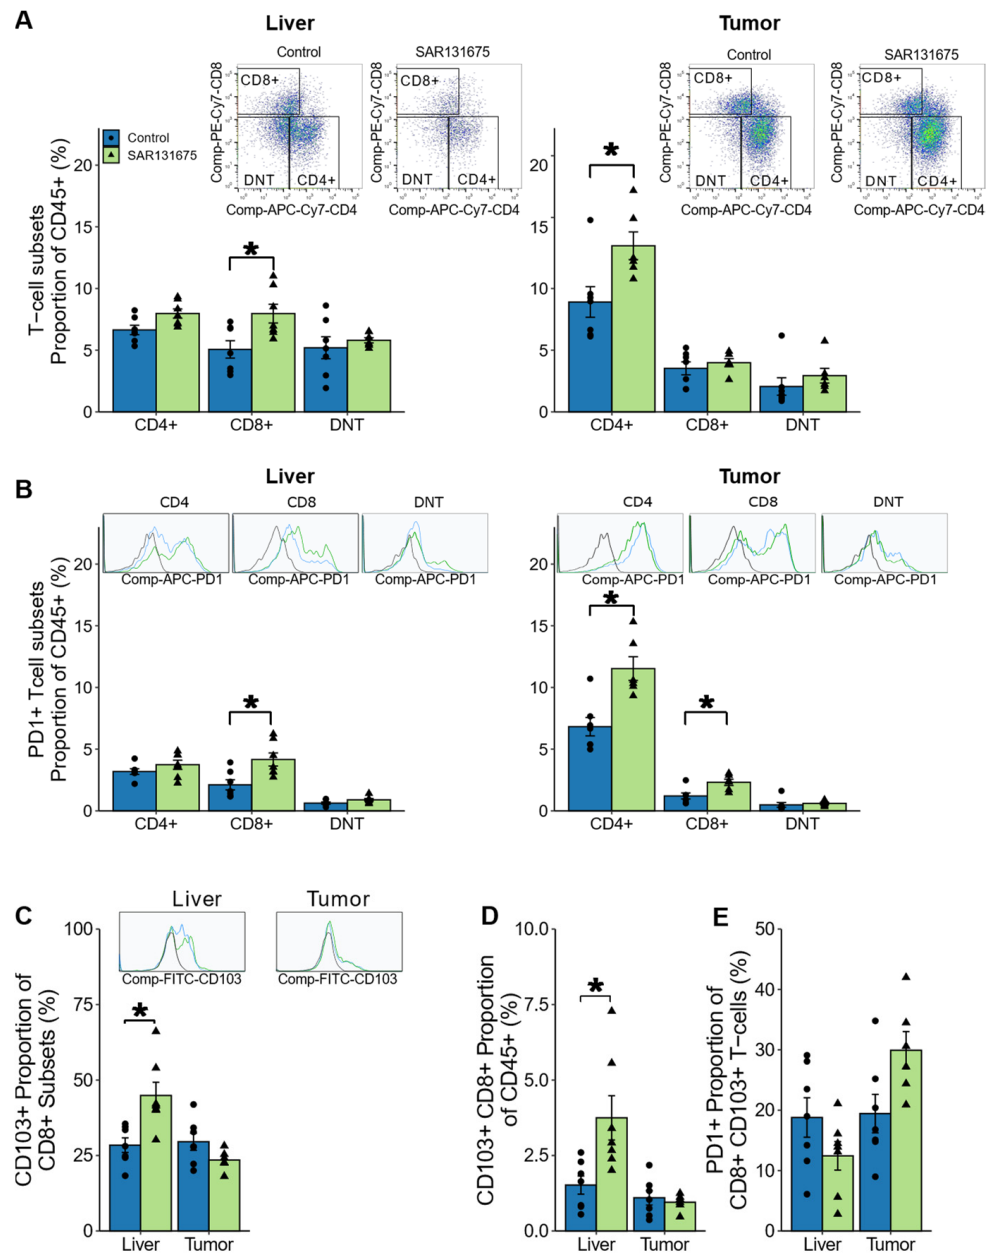 A
Liver
Tumor
Control
SAR131675
Control
SAR131675
Comp-PE-Cy7-CD8
CD8+
DNT
CD4+
CD8+
DNT
CD4+
Comp-PE-Cy7-CD8
CD8+
DNT
CD4+
CD8+
DNT
CD4+
Comp-APC-Cy7-CD4
Comp-APC-Cy7-CD4
Comp-APC-Cy7-CD4
Comp-APC-Cy7-CD4
Control
SAR131675
T-cell subsets
Proportion of CD45+ (%)
20
15
10
5
0
*
CD4+
CD8+
DNT
20
15
10
5
0
*
CD4+
CD8+
DNT
B
Liver
Tumor
CD4
CD8
DNT
CD4
CD8
DNT
Comp-APC-PD1
Comp-APC-PD1
Comp-APC-PD1
Comp-APC-PD1
Comp-APC-PD1
Comp-APC-PD1
PD1+ Tcell subsets
Proportion of CD45+ (%)
20
15
10
5
0
*
CD4+
CD8+
DNT
20
15
10
5
0
*
*
CD4+
CD8+
DNT
C
Liver
Tumor
Comp-FITC-CD103
Comp-FITC-CD103
CD103+ Proportion of
CD8+ Subsets (%)
100
75
50
25
0
*
Liver
Tumor
D
CD103+ CD8+ Proportion
of CD45+ (%)
10.0
7.5
5.0
2.5
0.0
*
Liver
Tumor
E
PD1+ Proportion of
CD8+ CD103+ T-cells (%)
50
40
30
20
10
0
Liver
Tumor